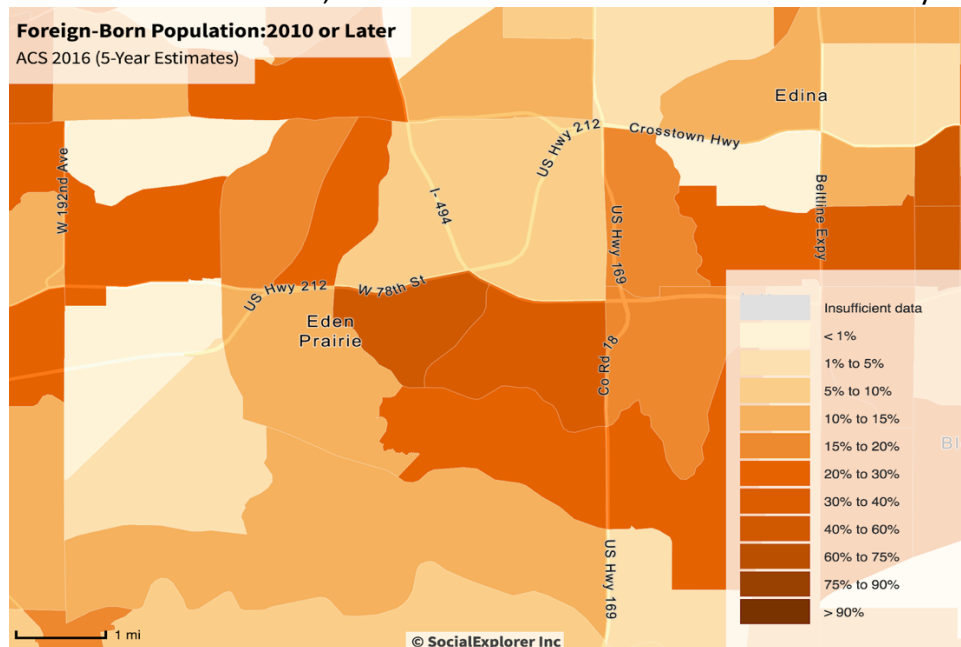 Foreign-Born Population:2010 or Later
ACS 2016 (5-Year Estimates)
Edina
US Hwy 212
Crosstown Hwy
W 192nd Ave
I- 494
Beltline Expy
US Hwy 169
US Hwy 212
W 78th St
Eden
Prairie
Co Rd 18
Insufficient data
< 1%
1% to 5%
5% to 10%
10% to 15%
15% to 20%
20% to 30%
30% to 40%
40% to 60%
60% to 75%
75% to 90%
> 90%
Bl
US Hwy 169
1 mi
© SocialExplorer Inc